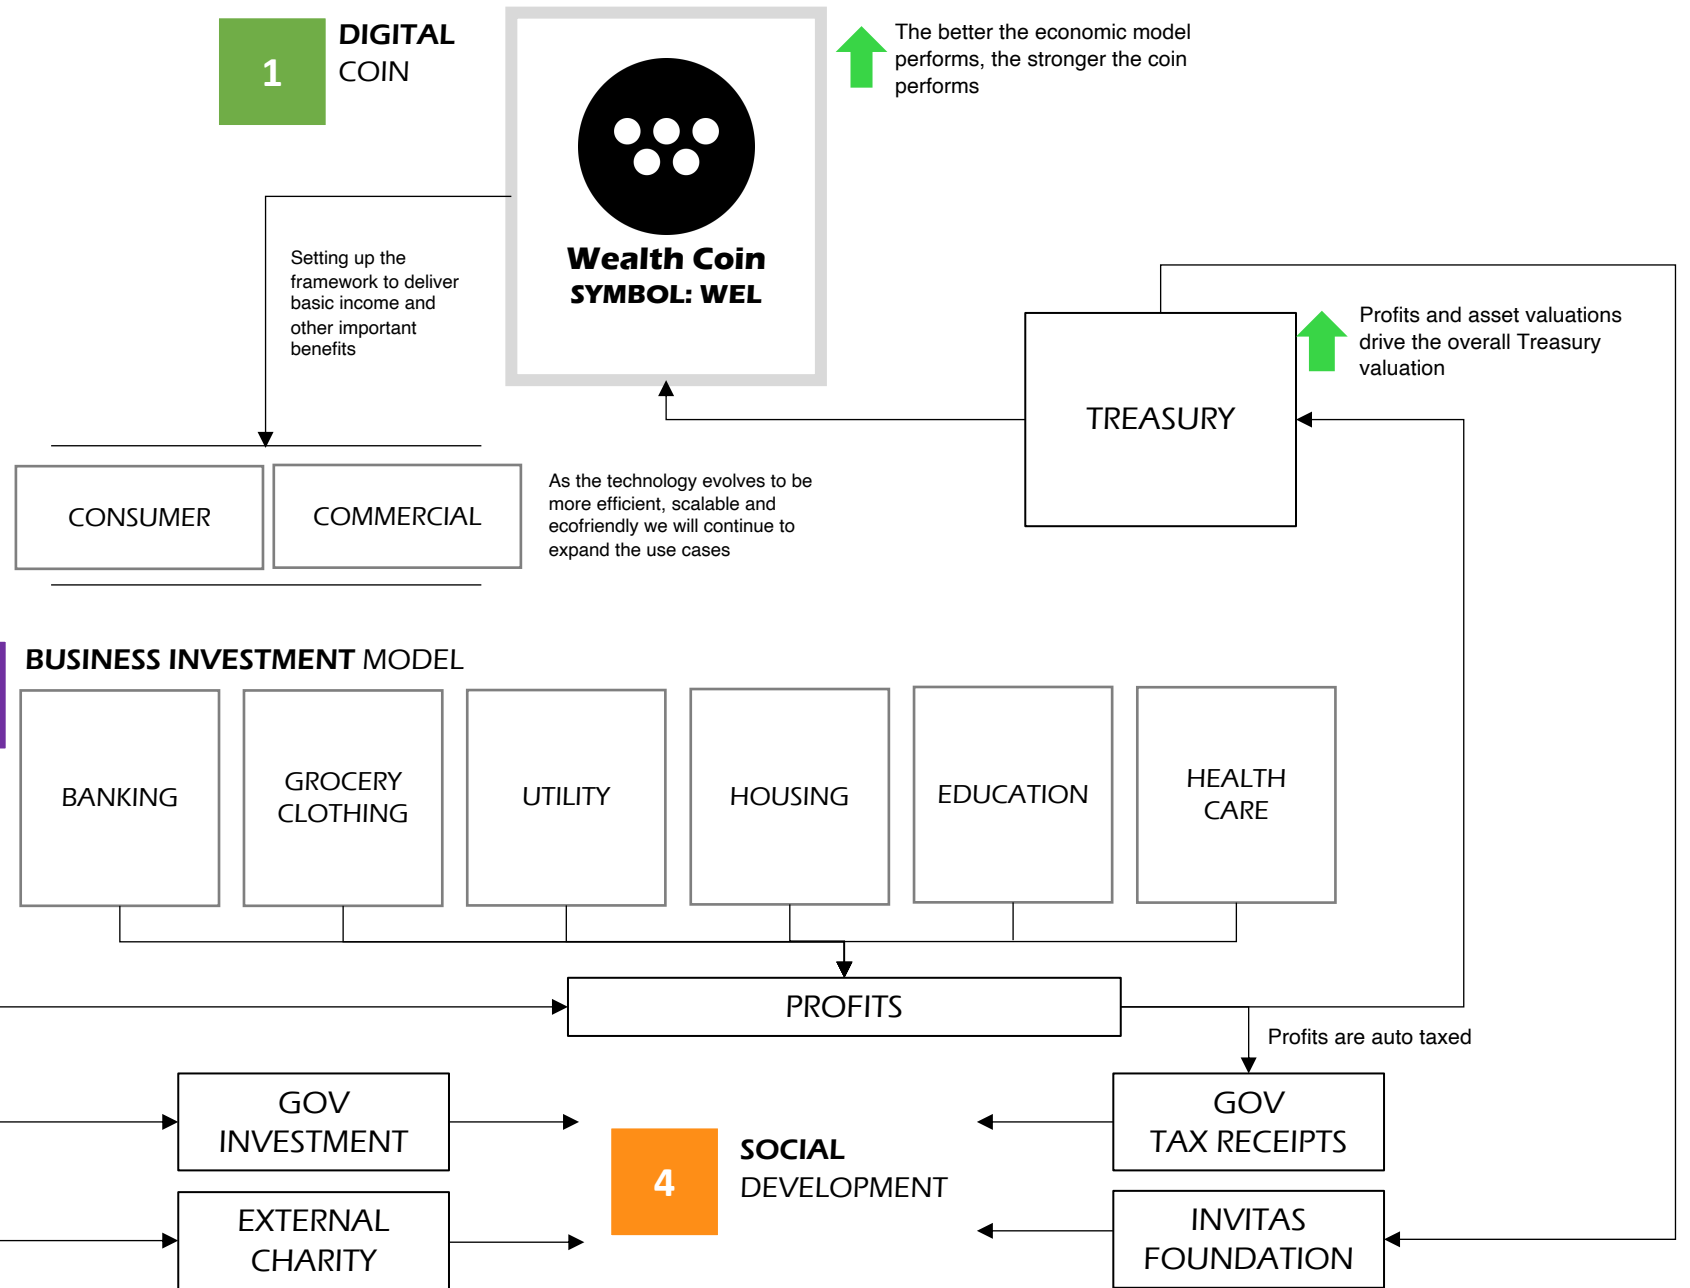 1
DIGITAL
COIN
The better the economic model
performs, the stronger the coin
performs
Wealth Coin
SYMBOL: WEL
Setting up the
framework to deliver
basic income and
other important
benefits
Profits and asset valuations
drive the overall Treasury
valuation
TREASURY
CONSUMER
COMMERCIAL
As the technology evolves to be
more efficient, scalable and
ecofriendly we will continue to
expand the use cases
BUSINESS INVESTMENT MODEL
BANKING
GROCERY
CLOTHING
UTILITY
HOUSING
EDUCATION
HEALTH
CARE
PROFITS
Profits are auto taxed
GOV
INVESTMENT
4
SOCIAL
DEVELOPMENT
GOV
TAX RECEIPTS
EXTERNAL
CHARITY
INVITAS
FOUNDATION